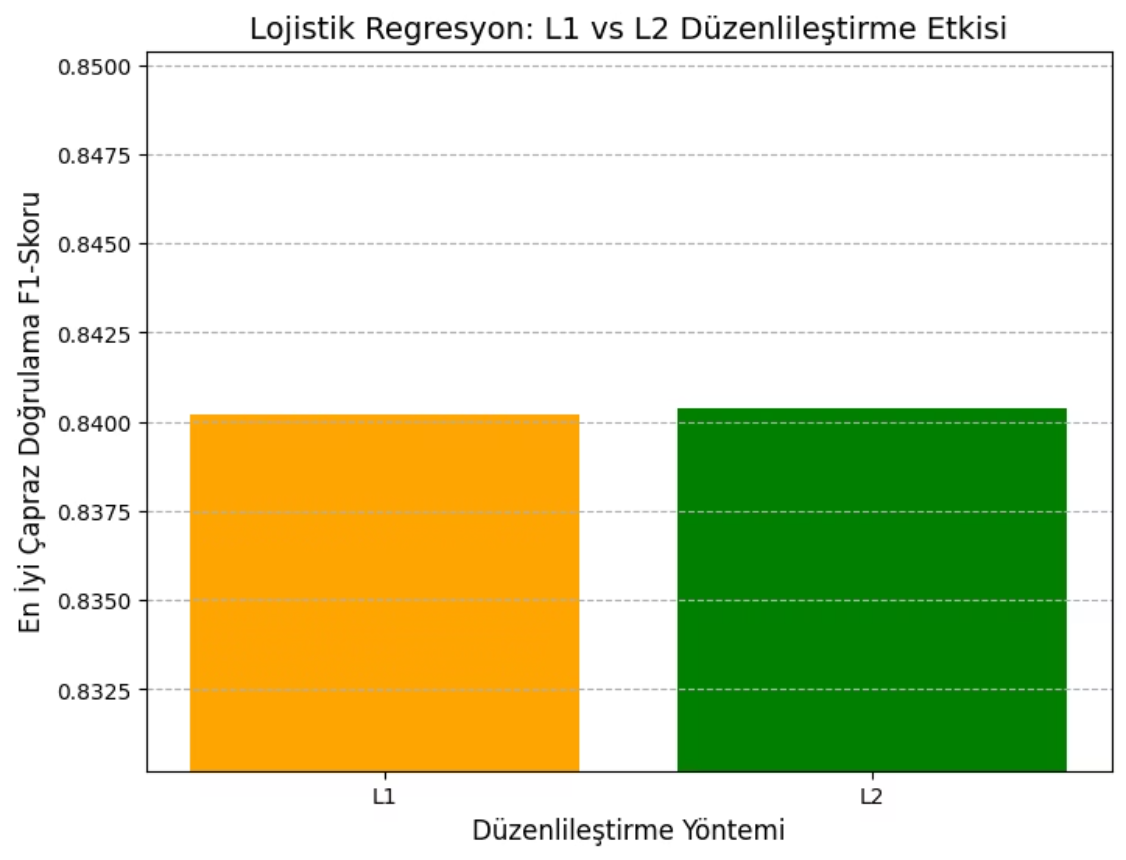 Lojistik Regresyon: L1 vs L2 Düzenlileştirme Etkisi
En iyi Çapraz Doğrulama F1-Skoru
0.8500
0.8475
0.8450
0.8425
0.8400
0.8375
0.8350
0.8325
L1
L2
Düzenlileştirme Yöntemi